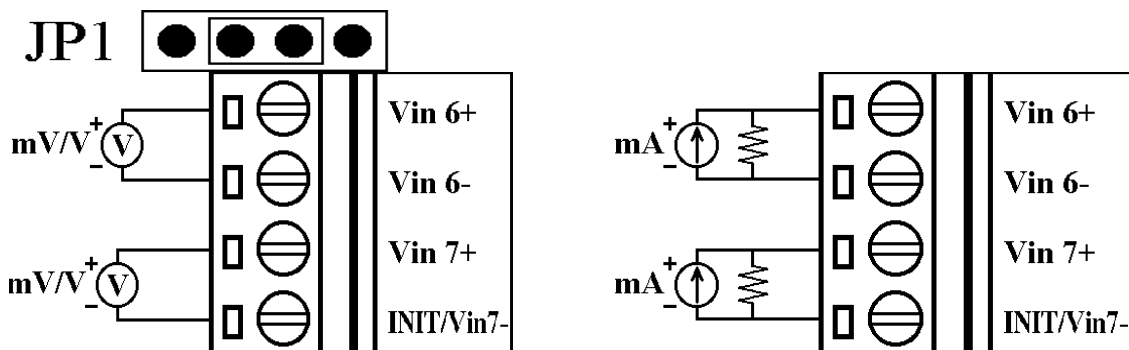 JP1
mV/V + − V
Vin 6+
Vin 6-
mV/V + − V
Vin 7+
INIT/Vin7-
mA + −
Vin 6+
Vin 6-
mA + −
Vin 7+
INIT/Vin7-